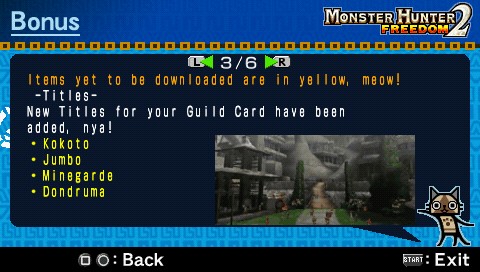 Bonus
MONSTER HUNTER
FREEDOM 2
L 3/6 R
Items yet to be downloaded are in yellow, meow!
-Titles-
New Titles for your Guild Card have been
added, nya!
・Kokoto
・Jumbo
・Minegarde
・Dondruma
□ ○: Back
START: Exit